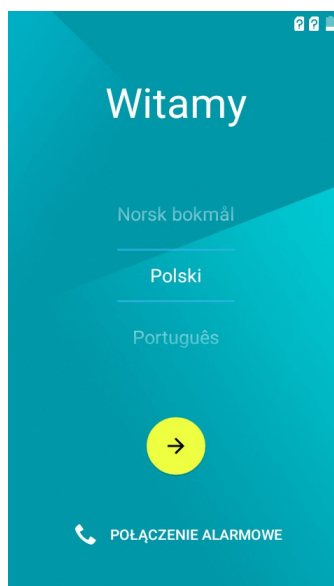 Witamy
Norsk bokmål
Polski
Português
POŁĄCZENIE ALARMOWE